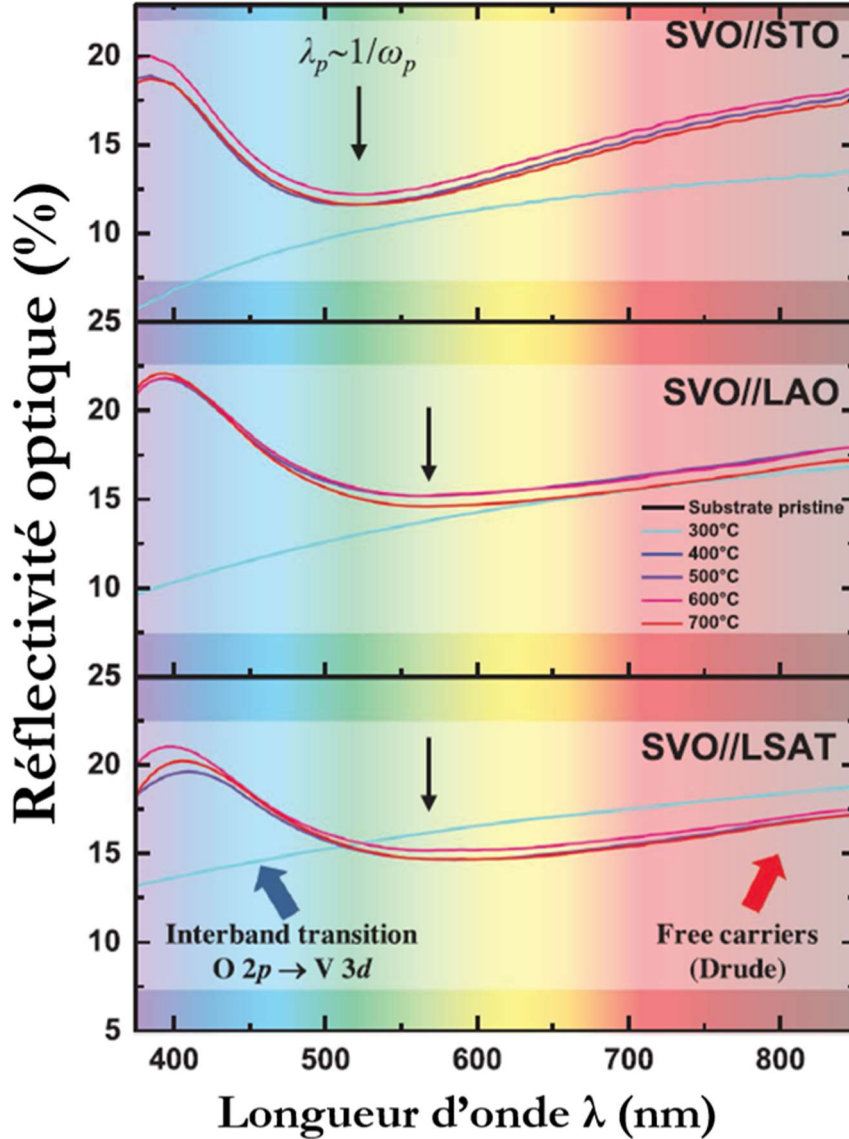 SVO//STO
λp~1/ωp
20
15
10
25
SVO//LAO
20
15
10
Substrate pristine
300°C
400°C
500°C
600°C
700°C
25
SVO//LSAT
20
15
10
5
Interband transition
O 2p → V 3d
Free carriers
(Drude)
400 500 600 700 800
Longueur d'onde λ (nm)
Réflectivité optique (%)